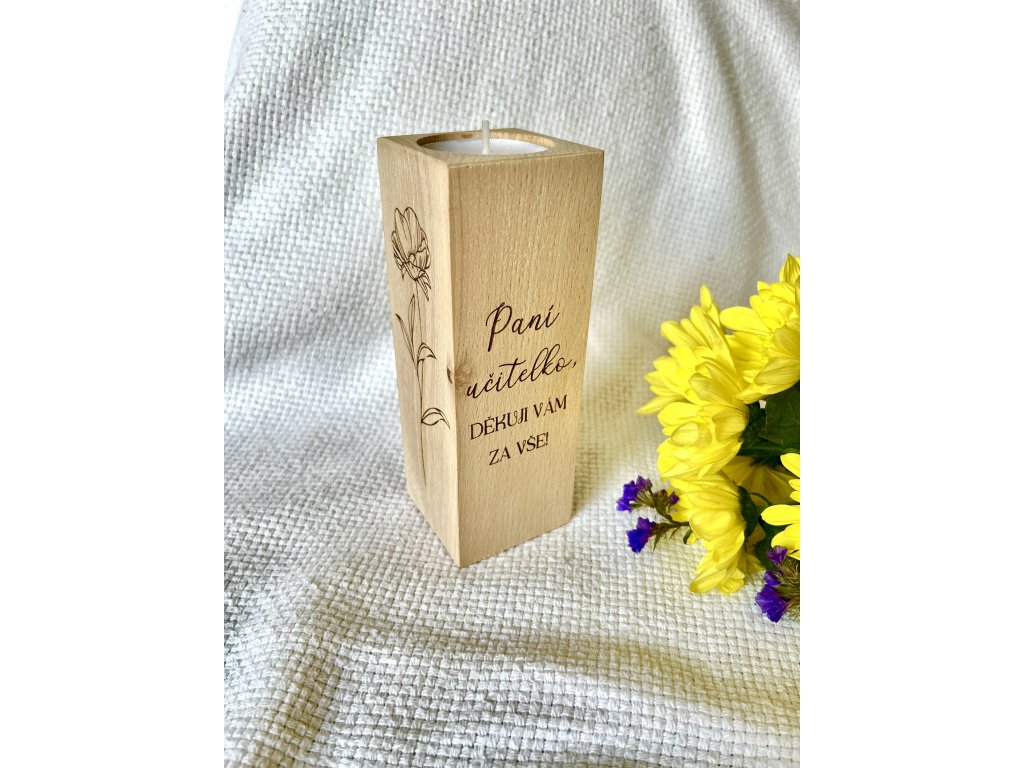 Paní
učitelko,
DĚKUJI VÁM
ZA VŠE!